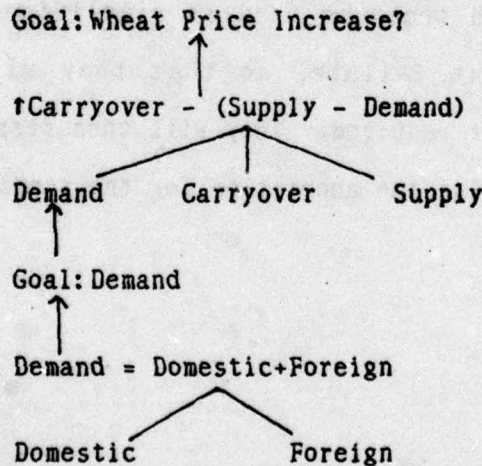 Goal: Wheat Price Increase?
↑Carryover - (Supply - Demand)
Demand Carryover Supply
Goal: Demand
Demand = Domestic+Foreign
Domestic Foreign